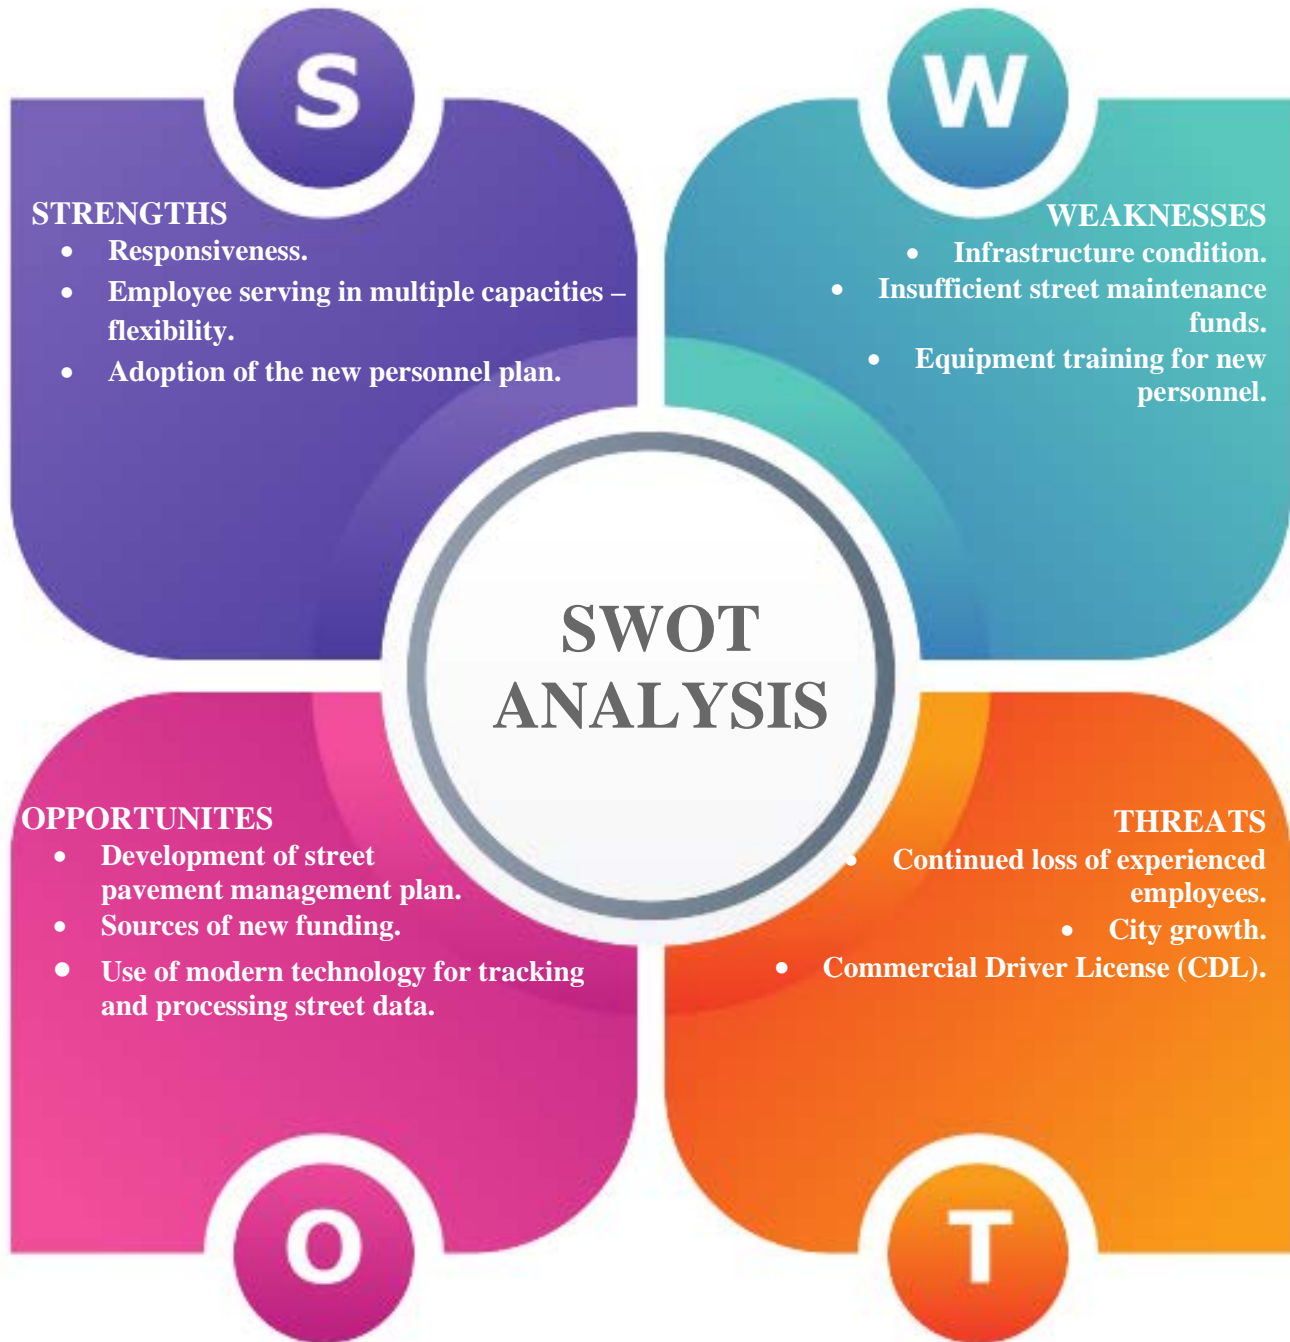 S
STRENGTHS
• Responsiveness.
• Employee serving in multiple capacities –
flexibility.
• Adoption of the new personnel plan.
W
WEAKNESSES
• Infrastructure condition.
• Insufficient street maintenance
funds.
• Equipment training for new
personnel.
SWOT
ANALYSIS
OPPORTUNITES
• Development of street
pavement management plan.
• Sources of new funding.
• Use of modern technology for tracking
and processing street data.
O
THREATS
• Continued loss of experienced
employees.
• City growth.
• Commercial Driver License (CDL).
T